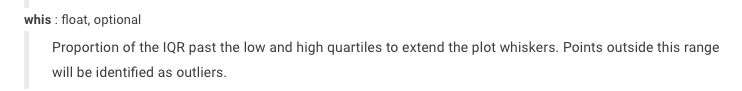 whis : float, optional
Proportion of the IQR past the low and high quartiles to extend the plot whiskers. Points outside this range
will be identified as outliers.